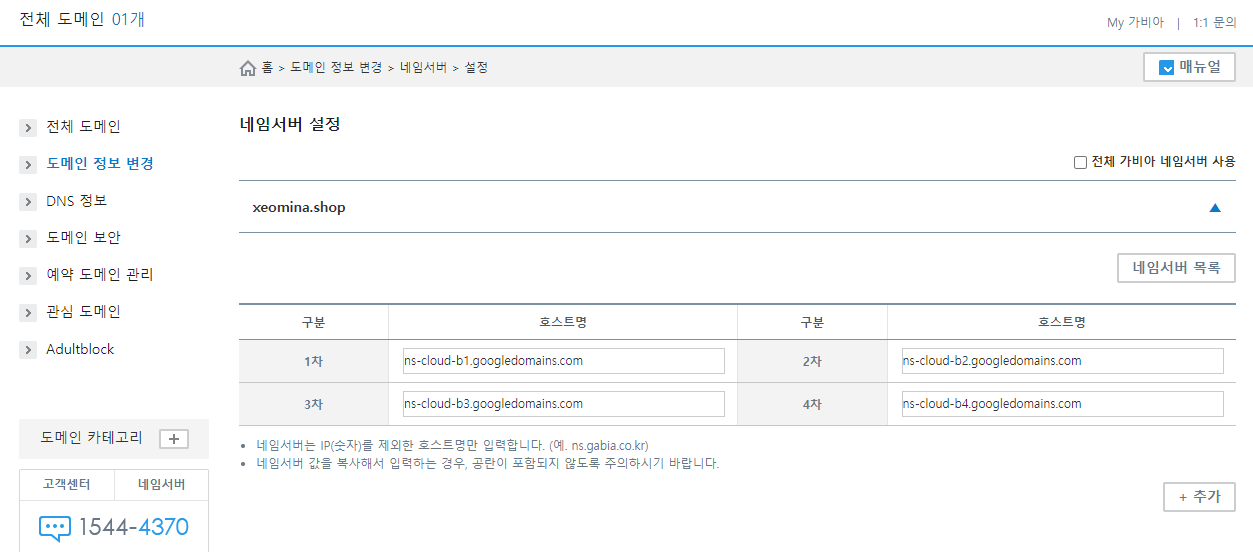 전체 도메인 01개
My 가비아 | 1:1 문의
홈 > 도메인 정보 변경 > 네임서버 > 설정
매뉴얼
전체 도메인
도메인 정보 변경
DNS 정보
도메인 보안
예약 도메인 관리
관심 도메인
Adultblock
도메인 카테고리 +
고객센터 네임서버
1544-4370
네임서버 설정
전체 가비아 네임서버 사용
xeomina.shop
네임서버 목록
구분 호스트명 구분 호스트명
1차 ns-cloud-b1.googledomains.com 2차 ns-cloud-b2.googledomains.com
3차 ns-cloud-b3.googledomains.com 4차 ns-cloud-b4.googledomains.com
• 네임서버는 IP(숫자)를 제외한 호스트명만 입력합니다. (예. ns.gabia.co.kr)
• 네임서버 값을 복사해서 입력하는 경우, 공란이 포함되지 않도록 주의하시기 바랍니다.
+ 추가